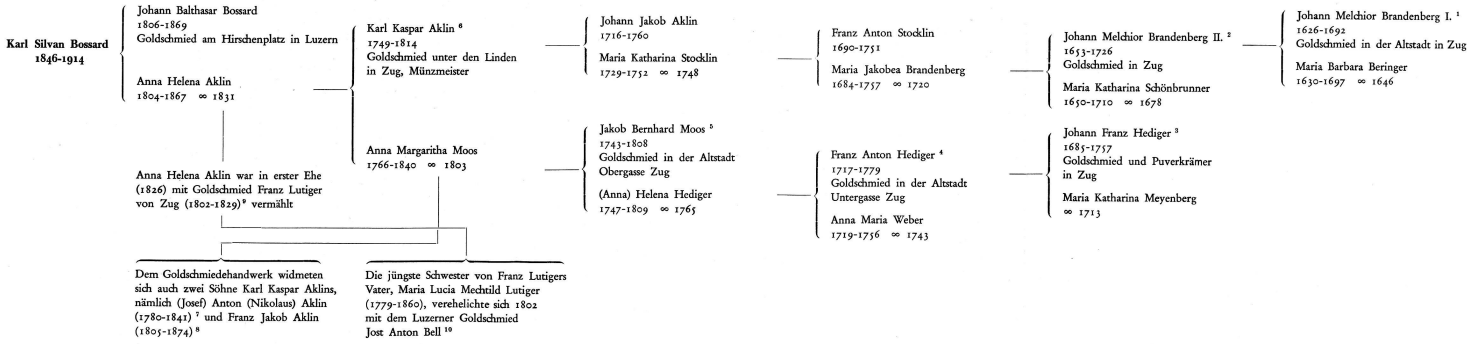 Karl Silvan Bossard
1846-1914
Johann Balthasar Bossard
1806-1869
Goldschmied am Hirschenplatz in Luzern
Anna Helena Aklin
1804-1867 ∞ 1831
Anna Helena Aklin war in erster Ehe
(1826) mit Goldschmied Franz Lutiger
von Zug (1802-1829)⁹ vermählt
Karl Kaspar Aklin ⁶
1749-1814
Goldschmied unter den Linden
in Zug, Münzmeister
Anna Margaritha Moos
1766-1840 ∞ 1803
Johann Jakob Aklin
1716-1760
Maria Katharina Stocklin
1729-1752 ∞ 1748
Jakob Bernhard Moos ⁵
1743-1808
Goldschmied in der Altstadt
Obergasse Zug
(Anna) Helena Hediger
1747-1809 ∞ 1765
Franz Anton Stocklin
1690-1751
Maria Jakobea Brandenberg
1684-1757 ∞ 1720
Franz Anton Hediger ⁴
1717-1779
Goldschmied in der Altstadt
Untergasse Zug
Anna Maria Weber
1719-1756 ∞ 1743
Johann Melchior Brandenberg II. ²
1653-1726
Goldschmied in Zug
Maria Katharina Schönbrunner
1650-1710 ∞ 1678
Johann Franz Hediger ³
1685-1757
Goldschmied und Puverkrämer
in Zug
Maria Katharina Meyenberg
∞ 1713
Johann Melchior Brandenberg I. ¹
1626-1692
Goldschmied in der Altstadt in Zug
Maria Barbara Beringer
1630-1697 ∞ 1646
Dem Goldschmiedehandwerk widmeten
sich auch zwei Söhne Karl Kaspar Aklins,
nämlich (Josef) Anton (Nikolaus) Aklin
(1780-1841) ⁷ und Franz Jakob Aklin
(1805-1874) ⁸
Die jüngste Schwester von Franz Lutigers
Vater, Maria Lucia Mechtild Lutiger
(1779-1860), verehelichte sich 1802
mit dem Luzerner Goldschmied
Jost Anton Bell ¹⁰